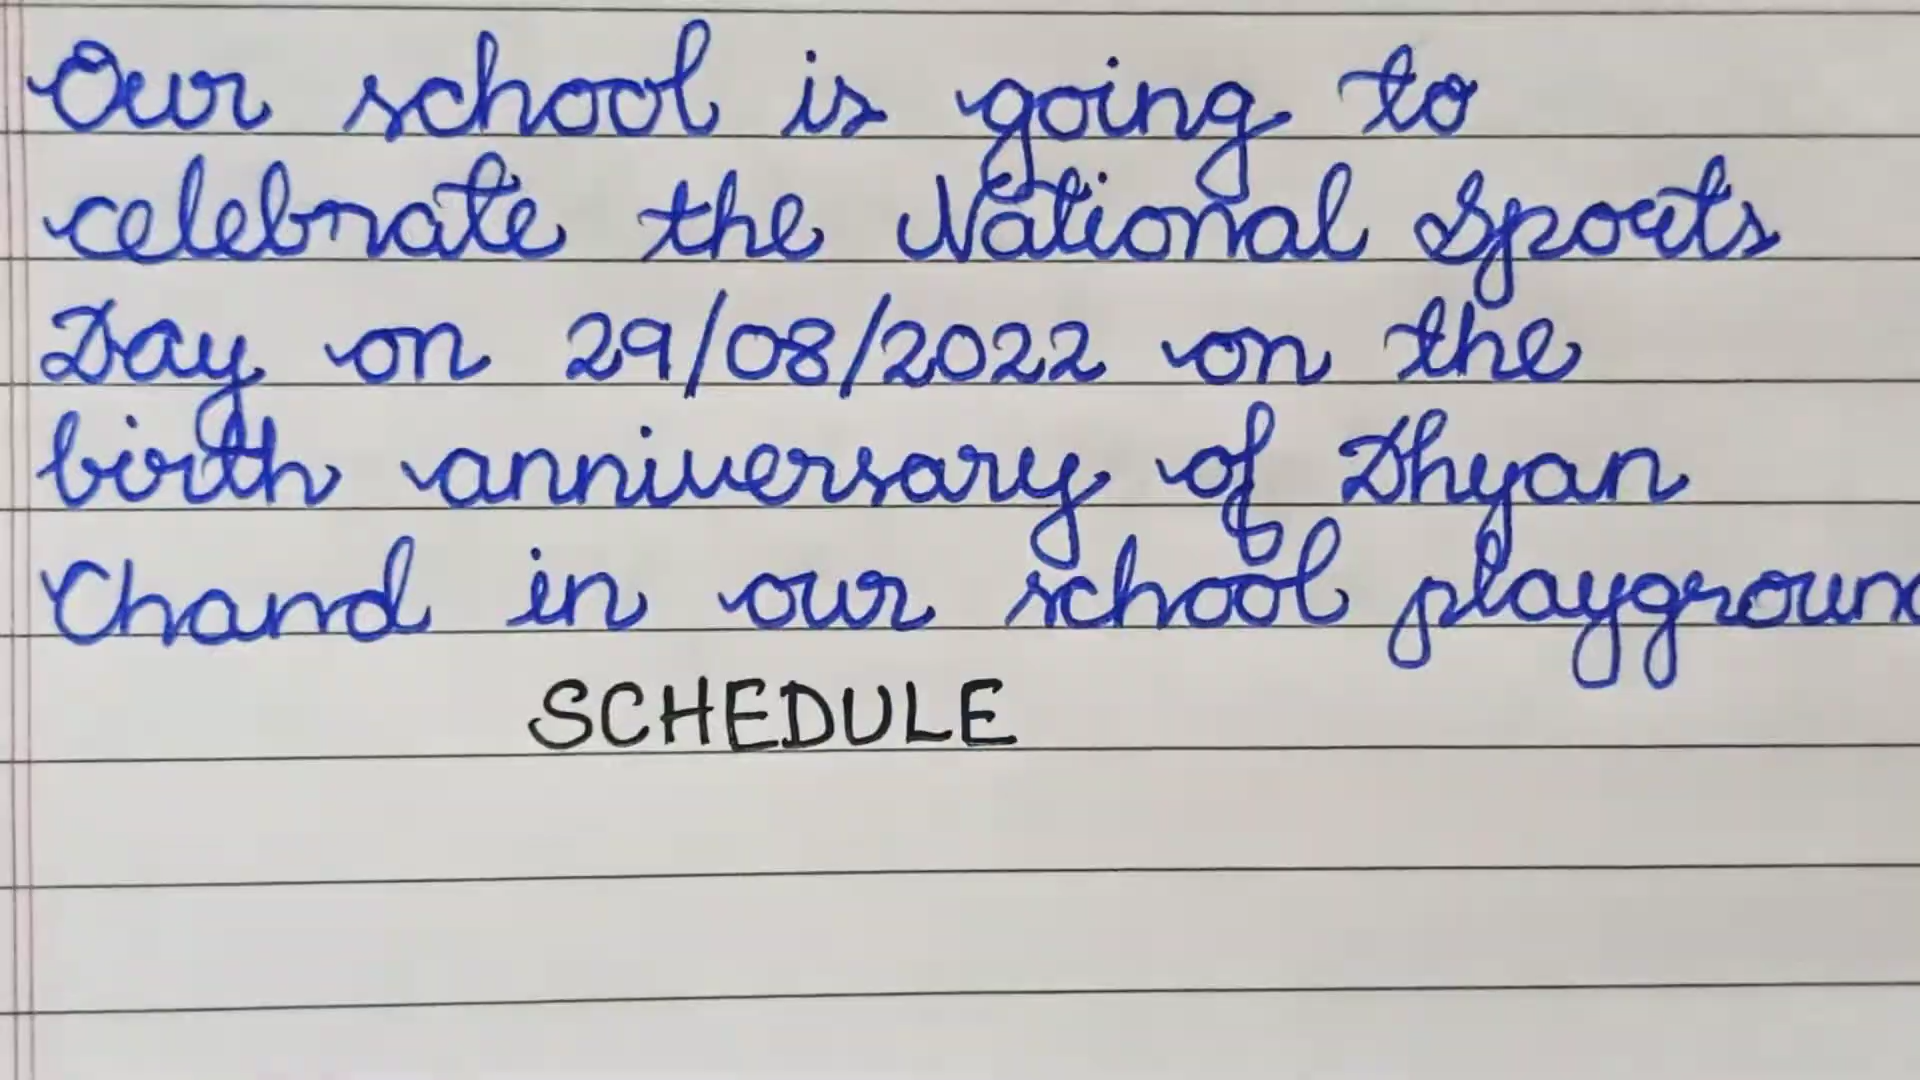 Our school is going to
celebrate the National Sports
Day on 29/08/2022 on the
birth anniversary of Dhyan
Chand in our school playground
SCHEDULE